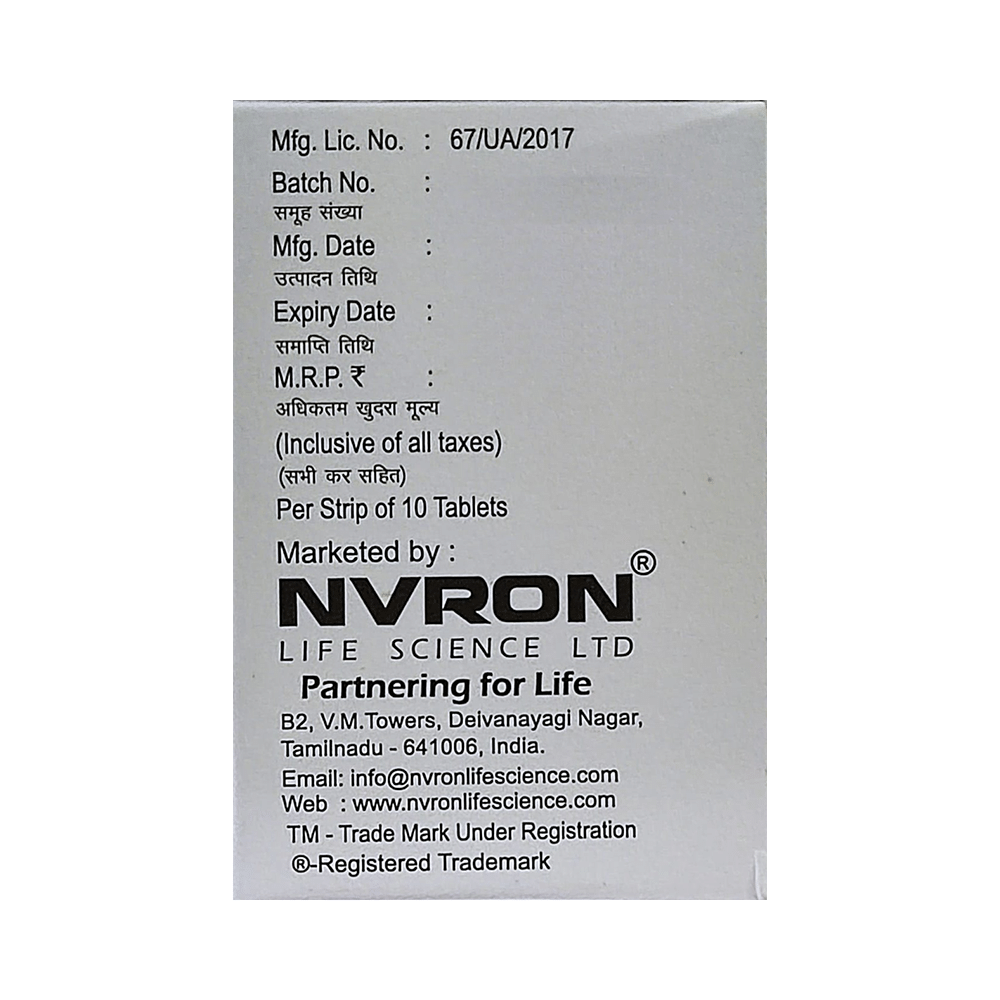 Mfg. Lic. No. : 67/UA/2017
Batch No. :
समूह संख्या
Mfg. Date :
उत्पादन तिथि
Expiry Date :
समाप्ति तिथि
M.R.P. ₹ :
अधिकतम खुदरा मूल्य
(Inclusive of all taxes)
(सभी कर सहित)
Per Strip of 10 Tablets
Marketed by :
NVRON®
LIFE SCIENCE LTD
Partnering for Life
B2, V.M.Towers, Deivanayagi Nagar,
Tamilnadu - 641006, India.
Email: info@nvronlifescience.com
Web : www.nvronlifescience.com
TM - Trade Mark Under Registration
®-Registered Trademark